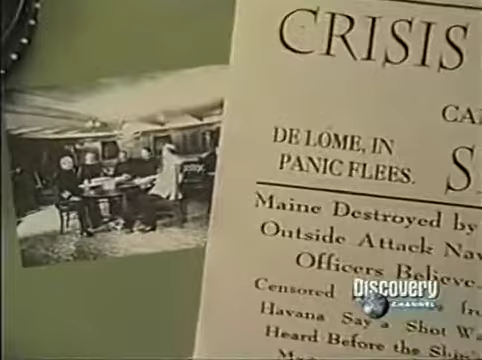 CRISIS
CA
DE LOME, IN
PANIC FLEES.
S
Maine Destroyed by
Outside Attack Nav
Officers Believe.
Censored
Havana Say a Shot W
Heard Before the Ship's
Discovery
CHANNEL